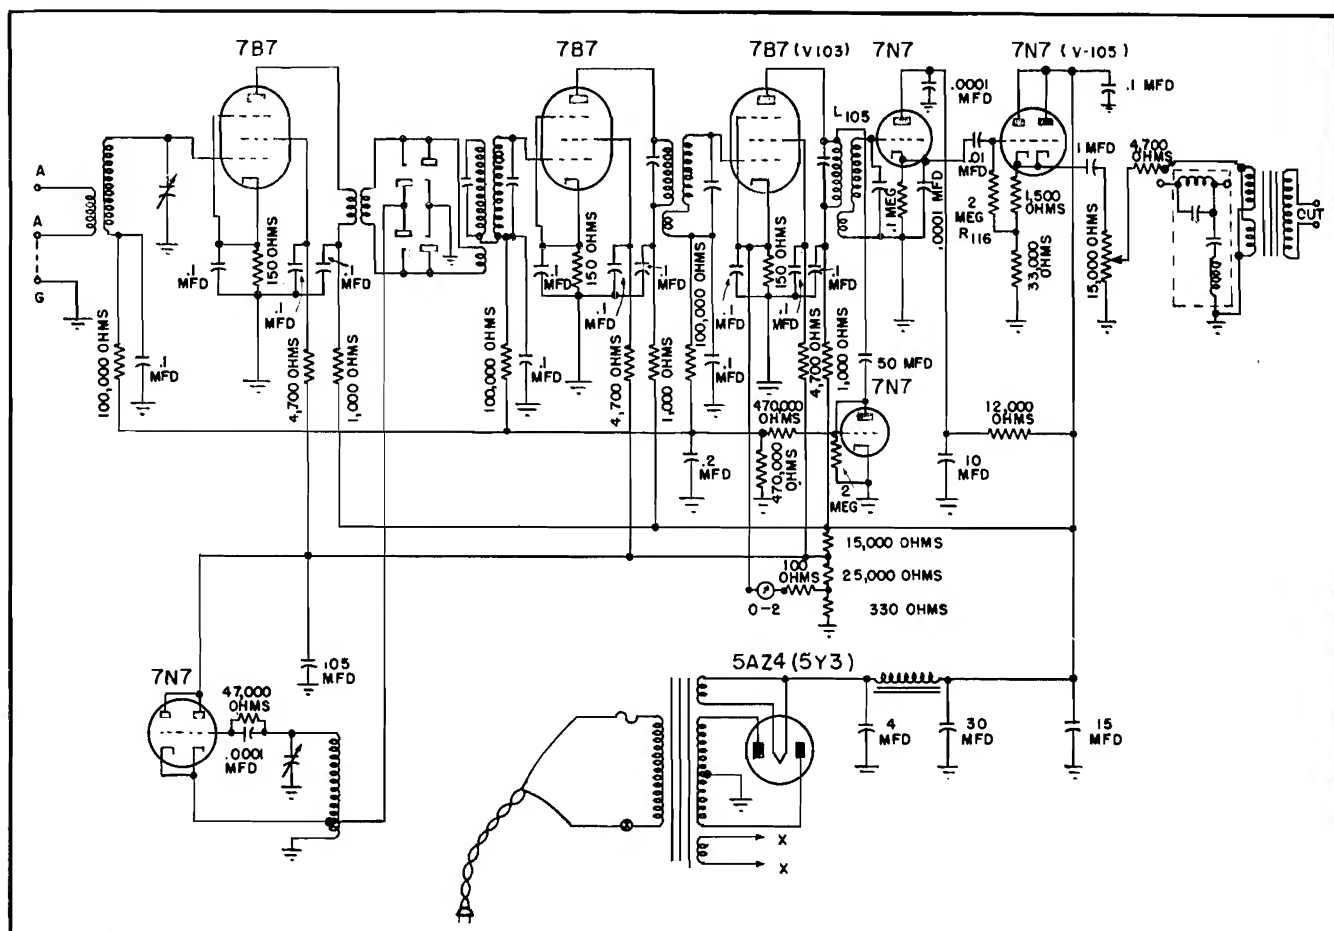 7B7
7B7
7B7 (V103)
7N7
7N7 (V-105)
.0001
MFD
.1 MFD
L105
A
A
G
.01
MFD
1 MFD
4,700
OHMS
OUT
.1
MFD
150 OHMS
.1
MFD
.1
MFD
.1
MFD
150 OHMS
.1
MFD
.1
MFD
100,000 OHMS
.1
MFD
150 OHMS
.1
MFD
.1
MFD
.1 MEG
.0001 MFD
2
MEG
R116
1,500
OHMS
33,000
OHMS
15,000 OHMS
100,000 OHMS
.1
MFD
4,700 OHMS
1,000 OHMS
100,000 OHMS
.1
MFD
4,700 OHMS
1,000 OHMS
.1
MFD
4,700 OHMS
1,000 OHMS
50 MFD
7N7
470,000
OHMS
12,000
OHMS
.2
MFD
470,000
OHMS
2
MEG
10
MFD
15,000 OHMS
100
OHMS
25,000 OHMS
0-2
330 OHMS
7N7
.05
MFD
47,000
OHMS
.0001
MFD
5AZ4 (5Y3)
4
MFD
30
MFD
15
MFD
X
X